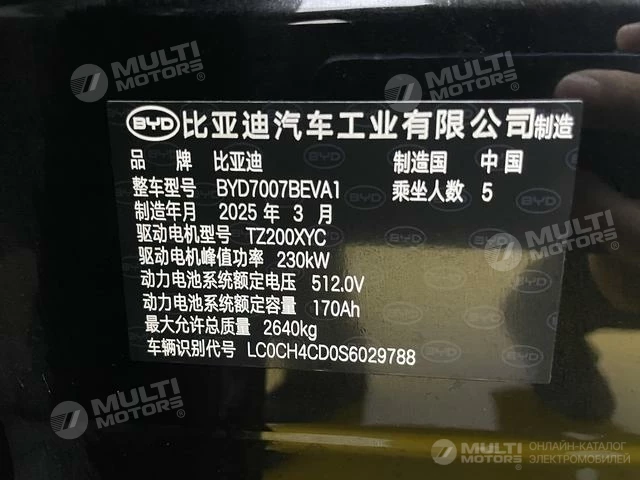 BYD 比亚迪汽车工业有限公司制造
品 牌 比亚迪 制造国 中 国
整车型号 BYD7007BEVA1 乘坐人数 5
制造年月 2025 年 3 月
驱动电机型号 TZ200XYC
驱动电机峰值功率 230kW
动力电池系统额定电压 512.0V
动力电池系统额定容量 170Ah
最大允许总质量 2640kg
车辆识别代号 LC0CH4CD0S6029788
MULTI MOTORS
MULTI MOTORS
MULTI MOTORS
MULTI MOTORS
MULTI MOTORS
MULTI MOTORS ОНЛАЙН-КАТАЛОГ ЭЛЕКТРОМОБИЛЕЙ